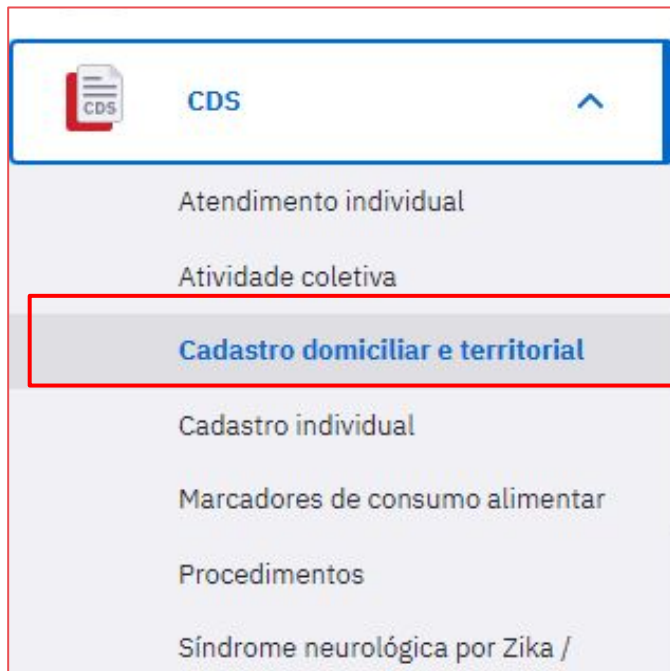 CDS
CDS
Atendimento individual
Atividade coletiva
Cadastro domiciliar e territorial
Cadastro individual
Marcadores de consumo alimentar
Procedimentos
Síndrome neurológica por Zika /